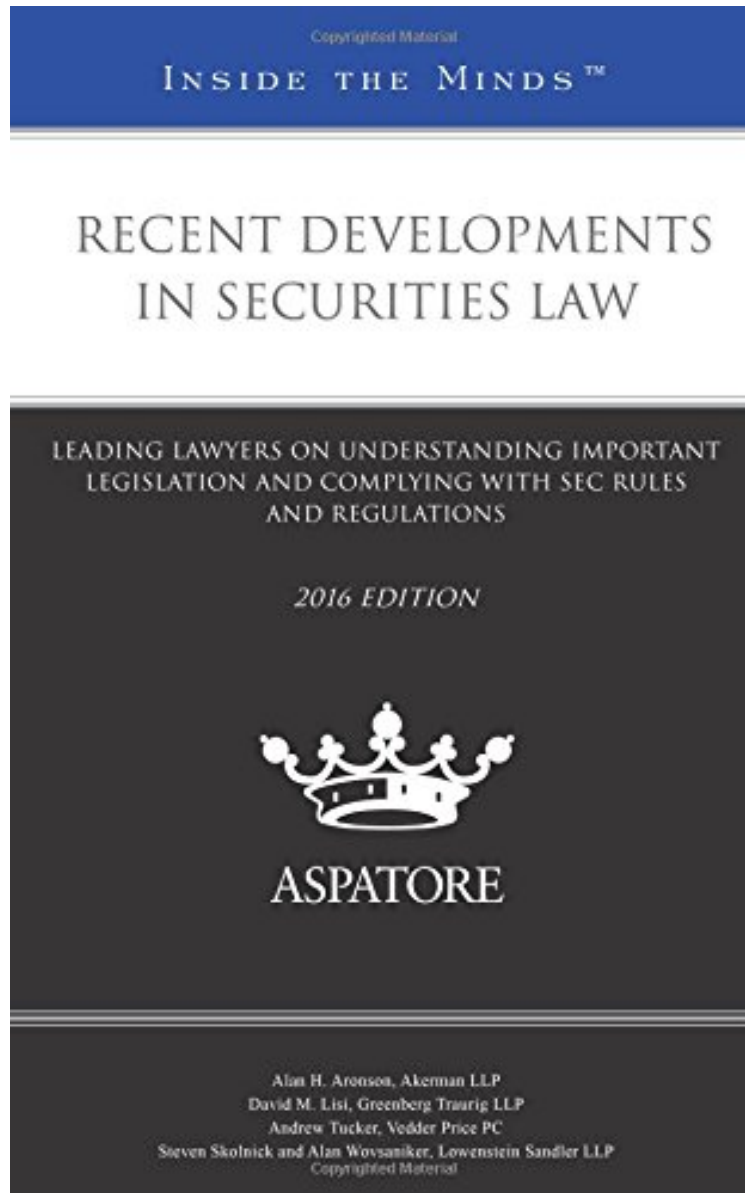 Copyrighted Material
INSIDE THE MINDS™
RECENT DEVELOPMENTS
IN SECURITIES LAW
LEADING LAWYERS ON UNDERSTANDING IMPORTANT
LEGISLATION AND COMPLYING WITH SEC RULES
AND REGULATIONS
2016 EDITION
ASPATORE
Alan H. Aronson, Akerman LLP
David M. Lisi, Greenberg Traurig LLP
Andrew Tucker, Vedder Price PC
Steven Skolnick and Alan Wovsaniker, Lowenstein Sandler LLP
Copyrighted Material